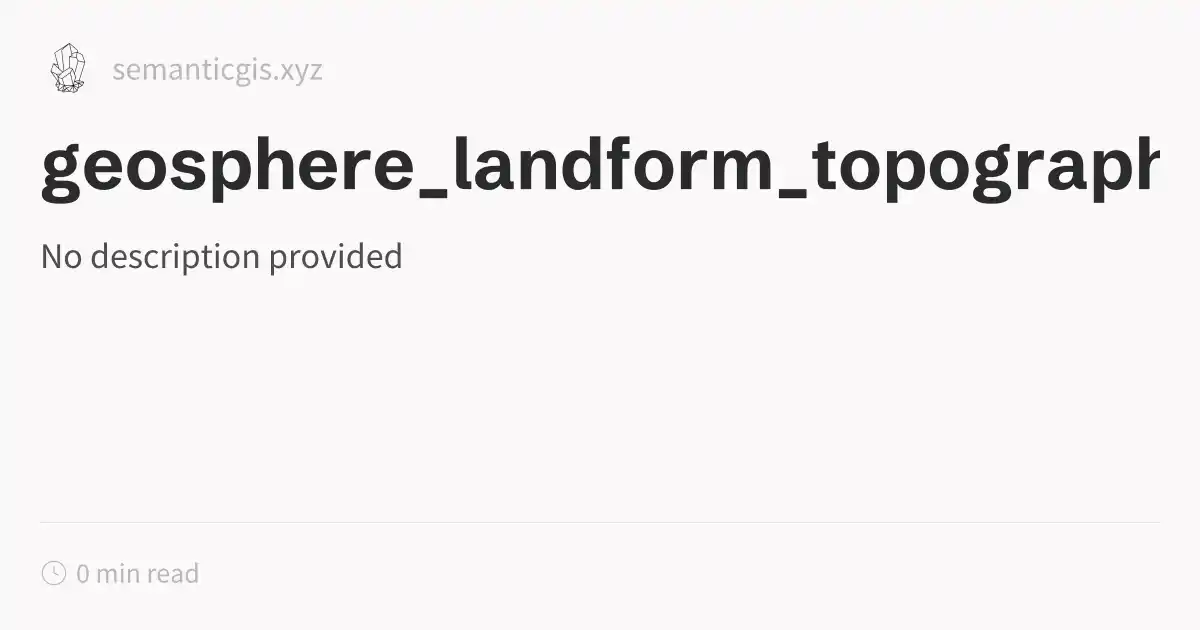 semanticgis.xyz
geosphere_landform_topograph
No description provided
0 min read